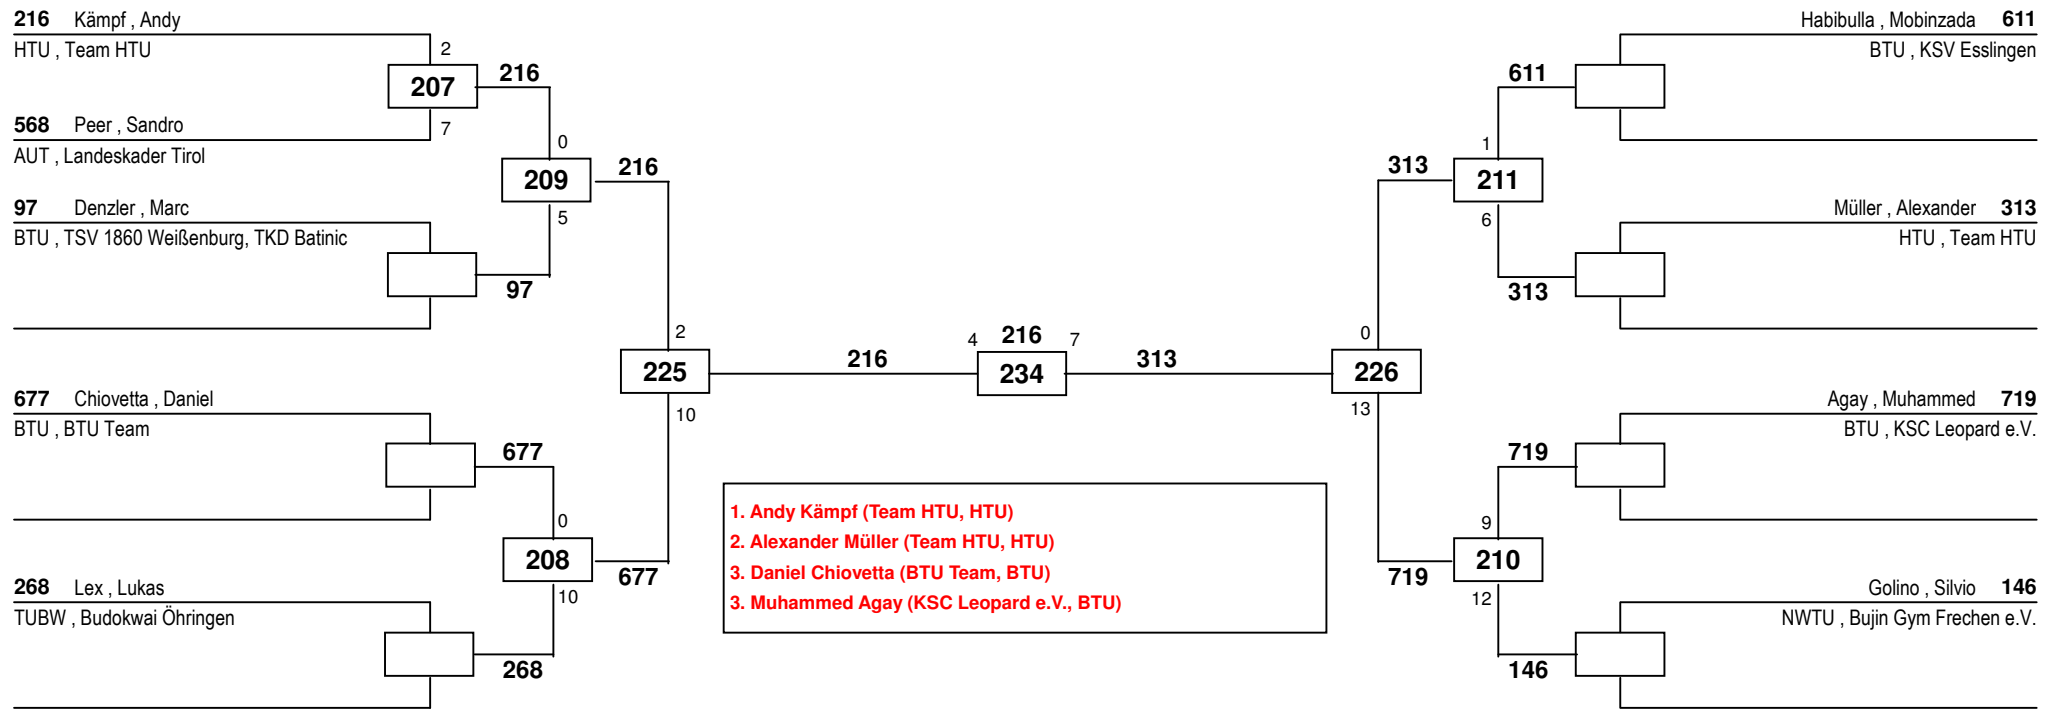 216 Kämpf , Andy
HTU , Team HTU
2
207
216
568 Peer , Sandro
7
AUT , Landeskader Tirol
0
209
216
97 Denzler , Marc
5
BTU , TSV 1860 Weißenburg, TKD Batinic
97
2
225
216
10
677 Chiovetta , Daniel
BTU , BTU Team
677
0
208
677
10
268 Lex , Lukas
TUBW , Budokwai Öhringen
268
4 216 7
234
313
1. Andy Kämpf (Team HTU, HTU)
2. Alexander Müller (Team HTU, HTU)
3. Daniel Chiovetta (BTU Team, BTU)
3. Muhammed Agay (KSC Leopard e.V., BTU)
Habibulla , Mobinzada 611
BTU , KSV Esslingen
611
1
313
211
6
Müller , Alexander 313
HTU , Team HTU
313
0
226
13
Agay , Muhammed 719
BTU , KSC Leopard e.V.
719
9
210
719
12
Golino , Silvio 146
NWTU , Bujin Gym Frechen e.V.
146